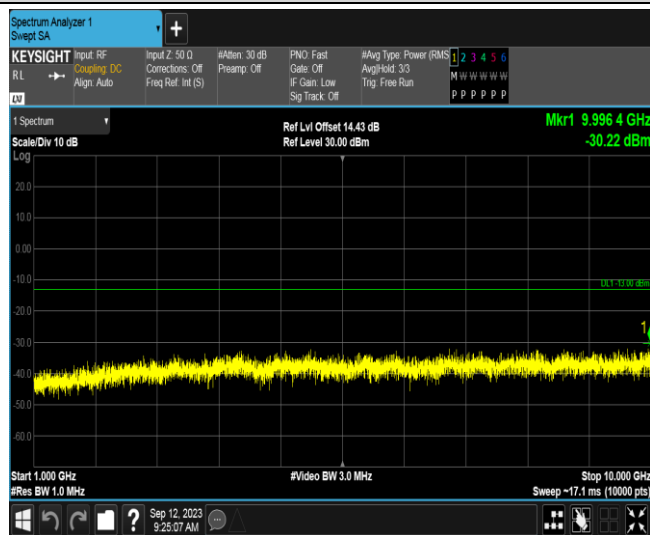 Spectrum Analyzer 1
Swept SA
+
KEYSIGHT
RL
LXI
Input: RF
Coupling: DC
Align: Auto
Input Z: 50 Ω
Corrections: Off
Freq Ref: Int (S)
#Atten: 30 dB
Preamp: Off
PNO: Fast
Gate: Off
IF Gain: Low
Sig Track: Off
#Avg Type: Power (RMS
Avg|Hold: 3/3
Trig: Free Run
1 2 3 4 5 6
M W W W W W
P P P P P P
1 Spectrum
Scale/Div 10 dB
Log
Ref Lvl Offset 14.43 dB
Ref Level 30.00 dBm
Mkr1 9.996 4 GHz
-30.22 dBm
20.0
10.0
0.00
-10.0
DL1 -13.00 dBm
-20.0
1
-30.0
-40.0
-50.0
-60.0
Start 1.000 GHz
#Res BW 1.0 MHz
#Video BW 3.0 MHz
Stop 10.000 GHz
Sweep ~17.1 ms (10000 pts)
?
Sep 12, 2023
9:25:07 AM